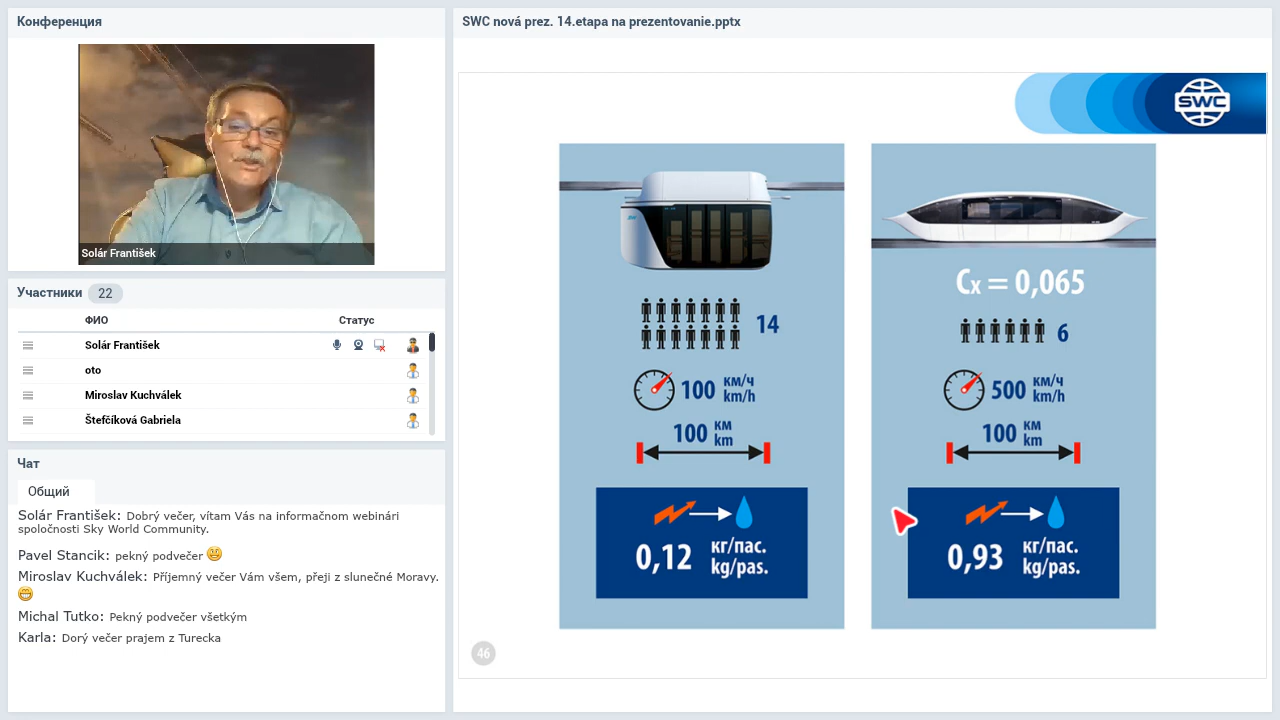 Конференция
Solár František
Участники 22
ФИО Статус
Solár František
oto
Miroslav Kuchválek
Štefčíková Gabriela
Чат
Общий
Solár František: Dobrý večer, vítam Vás na informačnom webinári
spoločnosti Sky World Community.
Pavel Stancik: pekný podvečer
Miroslav Kuchválek: Příjemný večer Vám všem, přeji z slunečné Moravy.
Michal Tutko: Pekný podvečer všetkým
Karla: Dorý večer prajem z Turecka
SWC nová prez. 14.etapa na prezentovanie.pptx
SWC
14
100 км/ч
km/h
100 км
km
0,12 кг/пас.
kg/pas.
Cx = 0,065
6
500 км/ч
km/h
100 км
km
0,93 кг/пас.
kg/pas.
46